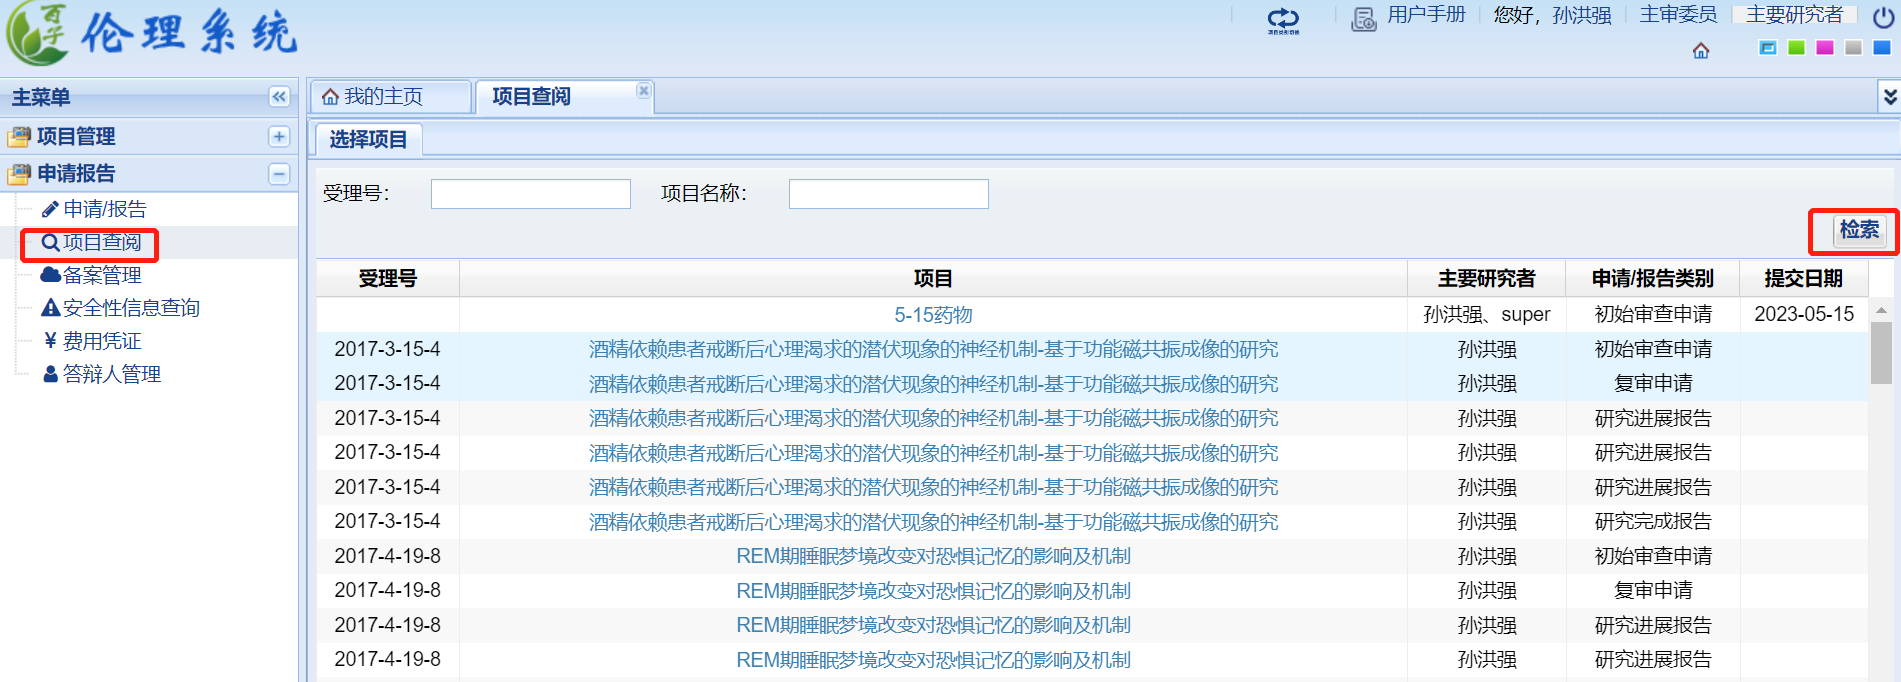 百子 伦理系统
项目类别切换 用户手册 您好，孙洪强 主审委员 主要研究者
主菜单
项目管理
申请报告
申请/报告
项目查阅
备案管理
安全性信息查询
¥ 费用凭证
答辩人管理
我的主页 项目查阅
选择项目
受理号： 项目名称：
检索
受理号 项目 主要研究者 申请/报告类别 提交日期
5-15药物 孙洪强、super 初始审查申请 2023-05-15
2017-3-15-4 酒精依赖患者戒断后心理渴求的潜伏现象的神经机制-基于功能磁共振成像的研究 孙洪强 初始审查申请
2017-3-15-4 酒精依赖患者戒断后心理渴求的潜伏现象的神经机制-基于功能磁共振成像的研究 孙洪强 复审申请
2017-3-15-4 酒精依赖患者戒断后心理渴求的潜伏现象的神经机制-基于功能磁共振成像的研究 孙洪强 研究进展报告
2017-3-15-4 酒精依赖患者戒断后心理渴求的潜伏现象的神经机制-基于功能磁共振成像的研究 孙洪强 研究进展报告
2017-3-15-4 酒精依赖患者戒断后心理渴求的潜伏现象的神经机制-基于功能磁共振成像的研究 孙洪强 研究进展报告
2017-3-15-4 酒精依赖患者戒断后心理渴求的潜伏现象的神经机制-基于功能磁共振成像的研究 孙洪强 研究完成报告
2017-4-19-8 REM期睡眠梦境改变对恐惧记忆的影响及机制 孙洪强 初始审查申请
2017-4-19-8 REM期睡眠梦境改变对恐惧记忆的影响及机制 孙洪强 复审申请
2017-4-19-8 REM期睡眠梦境改变对恐惧记忆的影响及机制 孙洪强 研究进展报告
2017-4-19-8 REM期睡眠梦境改变对恐惧记忆的影响及机制 孙洪强 研究进展报告